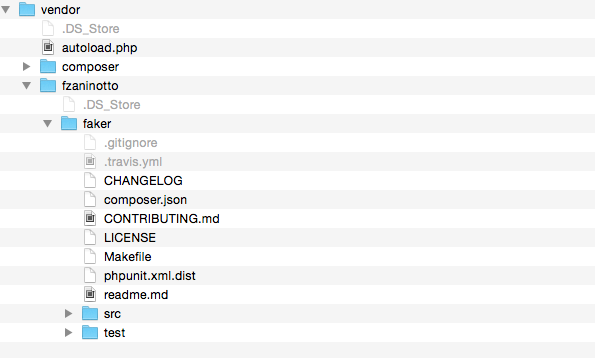 vendor
.DS_Store
autoload.php
composer
fzaninotto
.DS_Store
faker
.gitignore
.travis.yml
CHANGELOG
composer.json
CONTRIBUTING.md
LICENSE
Makefile
phpunit.xml.dist
readme.md
src
test